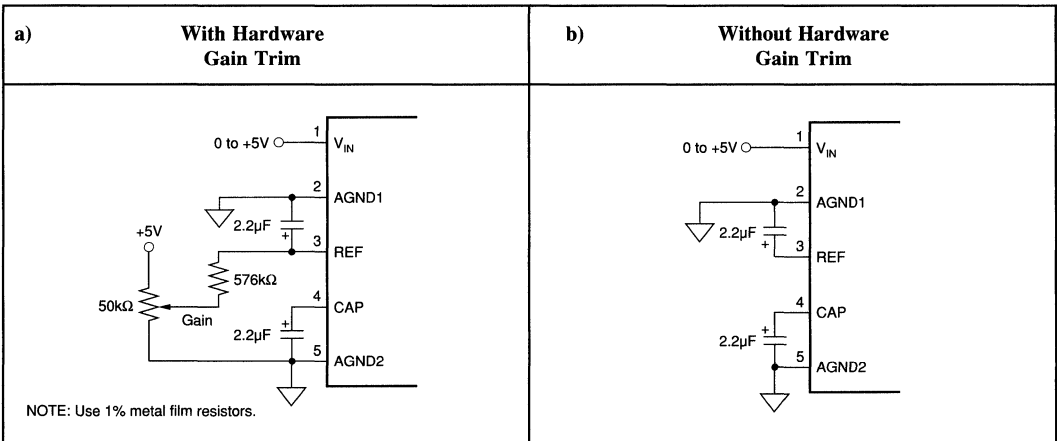 a)
With Hardware
Gain Trim
0 to +5V
1
V_IN
2
AGND1
2.2µF
+
3
REF
+5V
576kΩ
50kΩ
Gain
4
CAP
+
2.2µF
5
AGND2
NOTE: Use 1% metal film resistors.
b)
Without Hardware
Gain Trim
0 to +5V
1
V_IN
2
AGND1
2.2µF
+
3
REF
4
CAP
+
2.2µF
5
AGND2